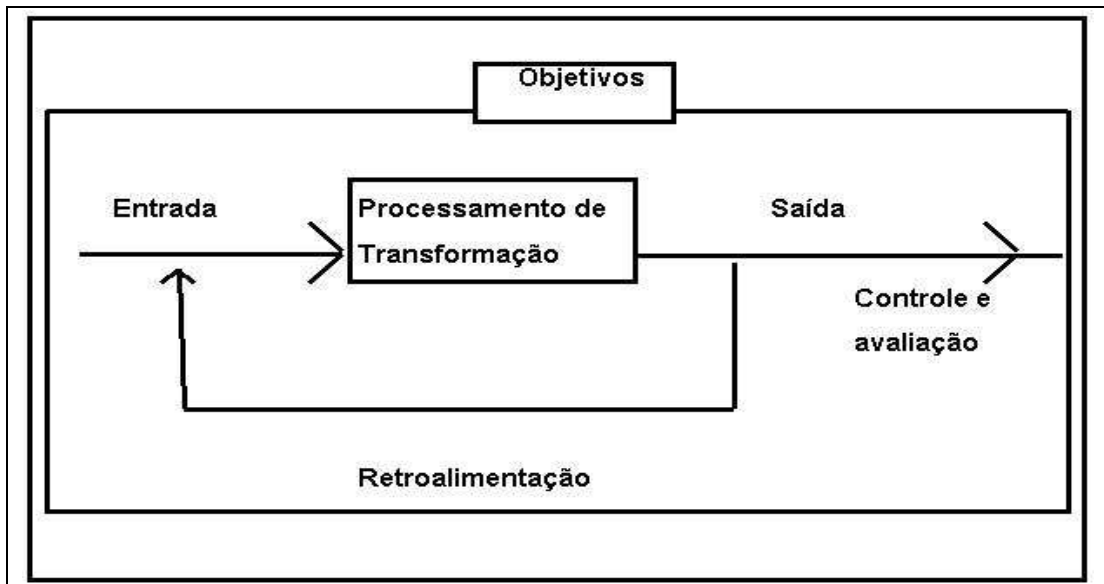 Objetivos
Entrada
Processamento de
Transformação
Saída
Controle e
avaliação
Retroalimentação